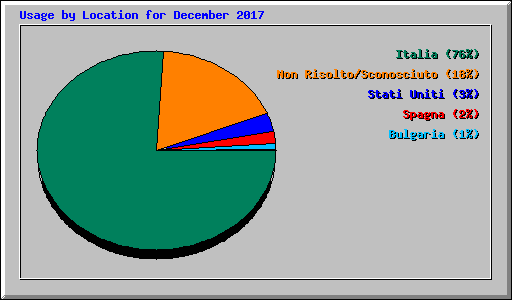 Usage by Location for December 2017
Italia (76%)
Non Risolto/Sconosciuto (18%)
Stati Uniti (3%)
Spagna (2%)
Bulgaria (1%)